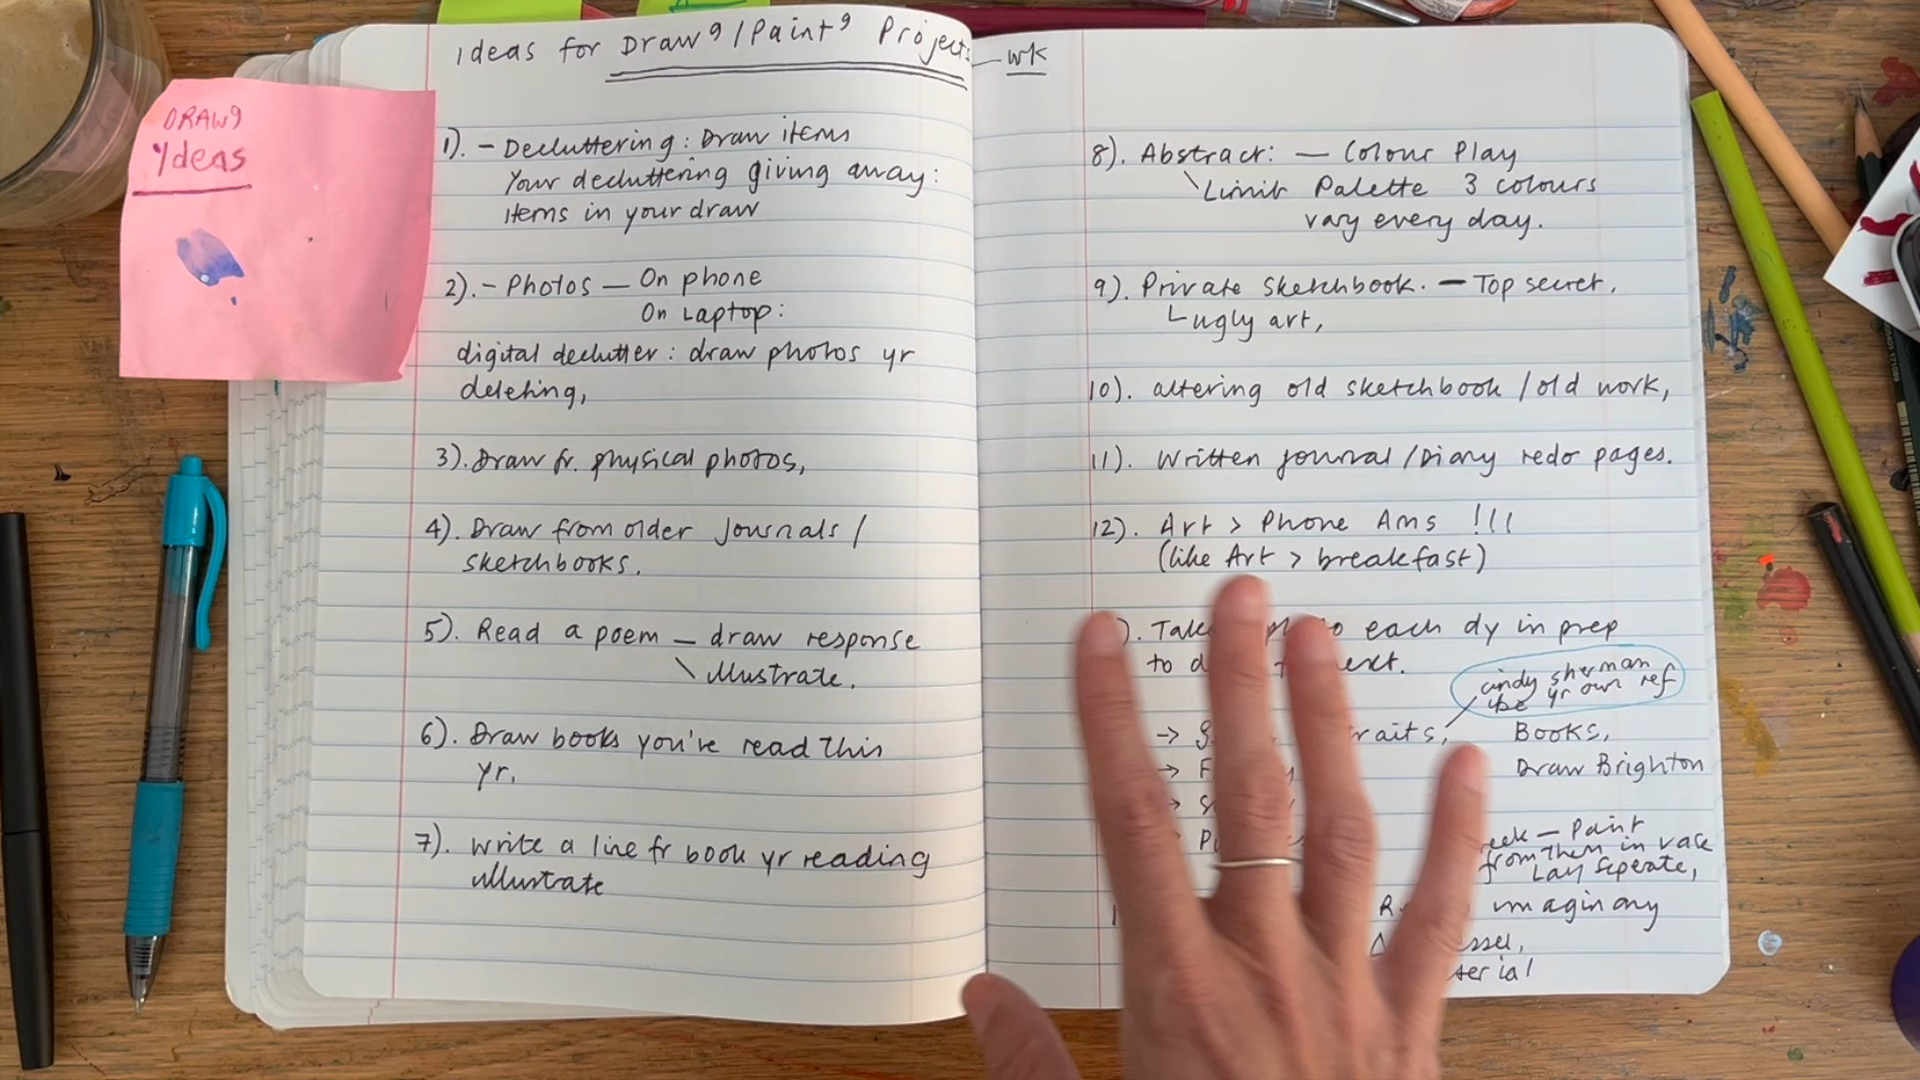 Ideas for Draw9 / Paint9 Projects — wk
DRAW9
Ydeas
1). - Decluttering : Draw items
Your decluttering giving away :
items in your draw
2). - Photos — On phone
On Laptop :
digital declutter : draw photos yr
deleting,
3). Draw fr. physical photos,
4). Draw from older Journals /
sketchbooks.
5). Read a poem — draw response
\ illustrate.
6). Draw books you've read this
yr.
7). Write a line fr book yr reading
illustrate
8). Abstract : — Colour Play
\ Limit Palette 3 colours
vary every day.
9). Private Sketchbook. — Top secret.
ugly art,
10). altering old sketchbook / old work,
11). Written journal / Diary redo pages.
12). Art > Phone Ams !!!
(like Art > breakfast)
). Take each dy in prep
to
cindy sherman
yr own ref
Books,
Draw Brighton
— Paint
from them in vase
Lay seperate,
imaginary